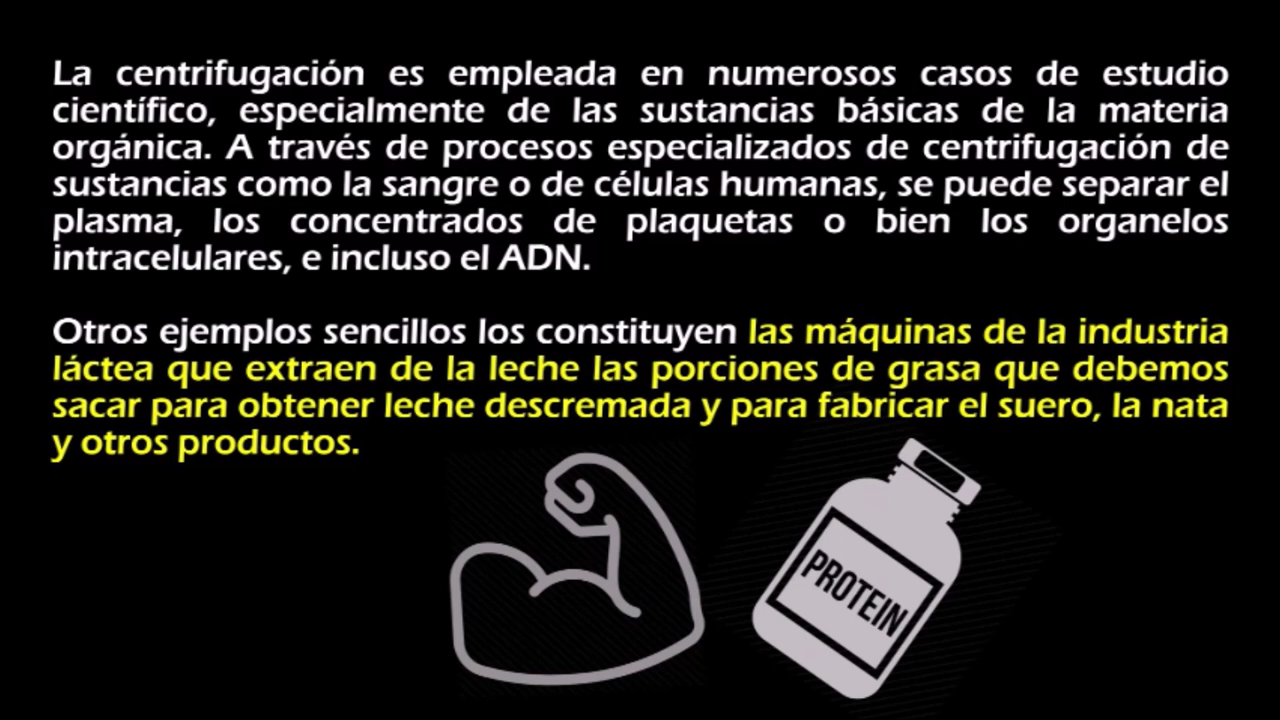 La centrifugación es empleada en numerosos casos de estudio
científico, especialmente de las sustancias básicas de la materia
orgánica. A través de procesos especializados de centrifugación de
sustancias como la sangre o de células humanas, se puede separar el
plasma, los concentrados de plaquetas o bien los organelos
intracelulares, e incluso el ADN.
Otros ejemplos sencillos los constituyen las máquinas de la industria
láctea que extraen de la leche las porciones de grasa que debemos
sacar para obtener leche descremada y para fabricar el suero, la nata
y otros productos.
PROTEIN